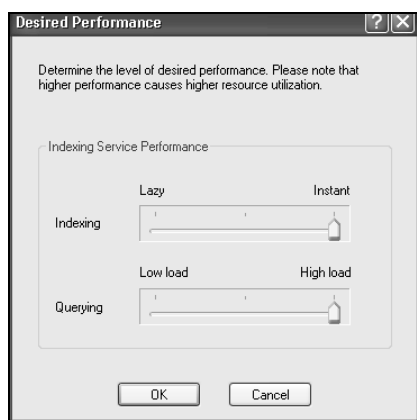 Desired Performance
Determine the level of desired performance. Please note that
higher performance causes higher resource utilization.
Indexing Service Performance
Lazy Instant
Indexing
Low load High load
Querying
OK Cancel